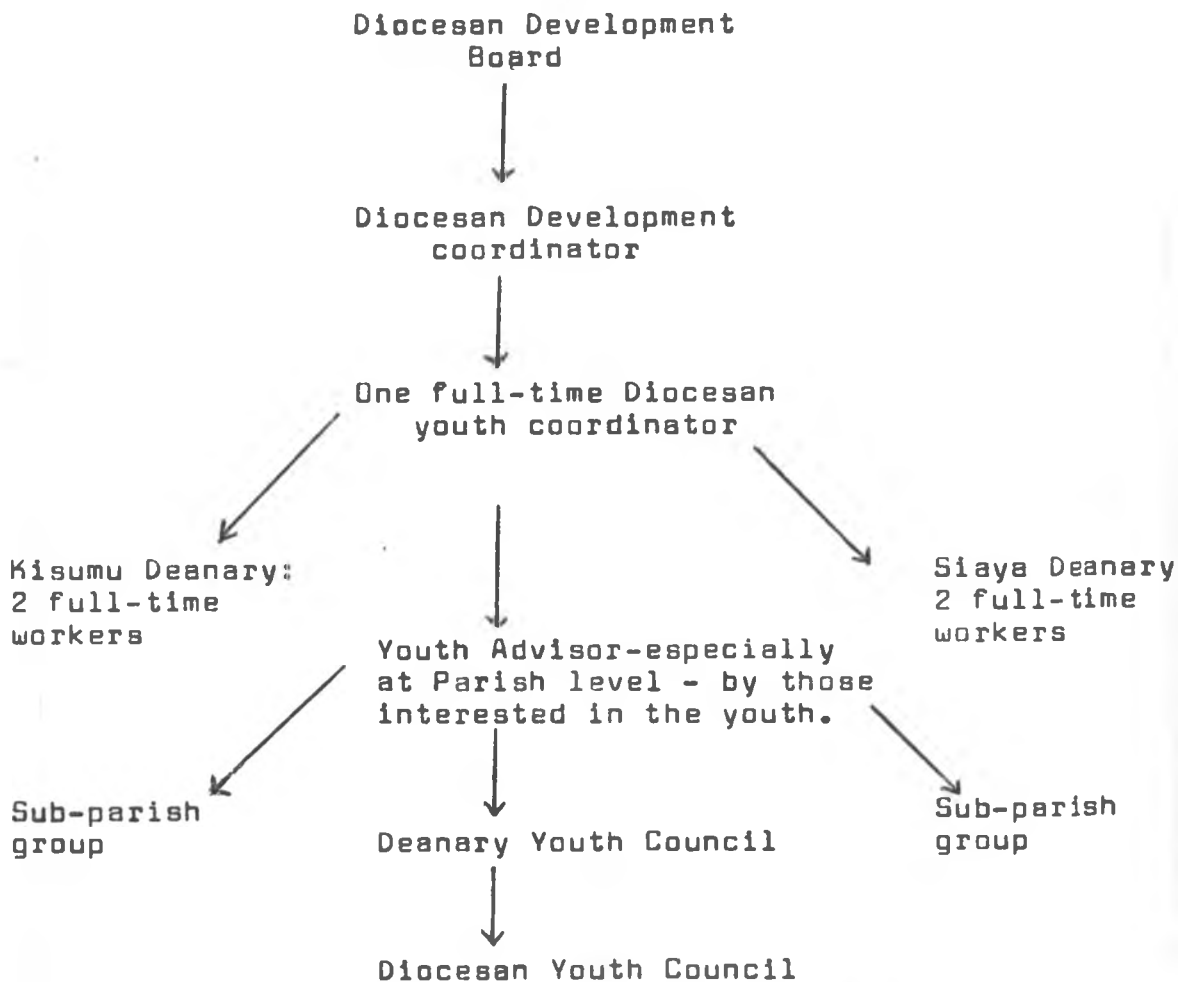 Diocesan Development
Board
Diocesan Development
coordinator
One full-time Diocesan
youth coordinator
Kisumu Deanary:
2 full-time
workers
Siaya Deanary
2 full-time
workers
Youth Advisor-especially
at Parish level - by those
interested in the youth.
Sub-parish
group
Deanary Youth Council
Sub-parish
group
Diocesan Youth Council